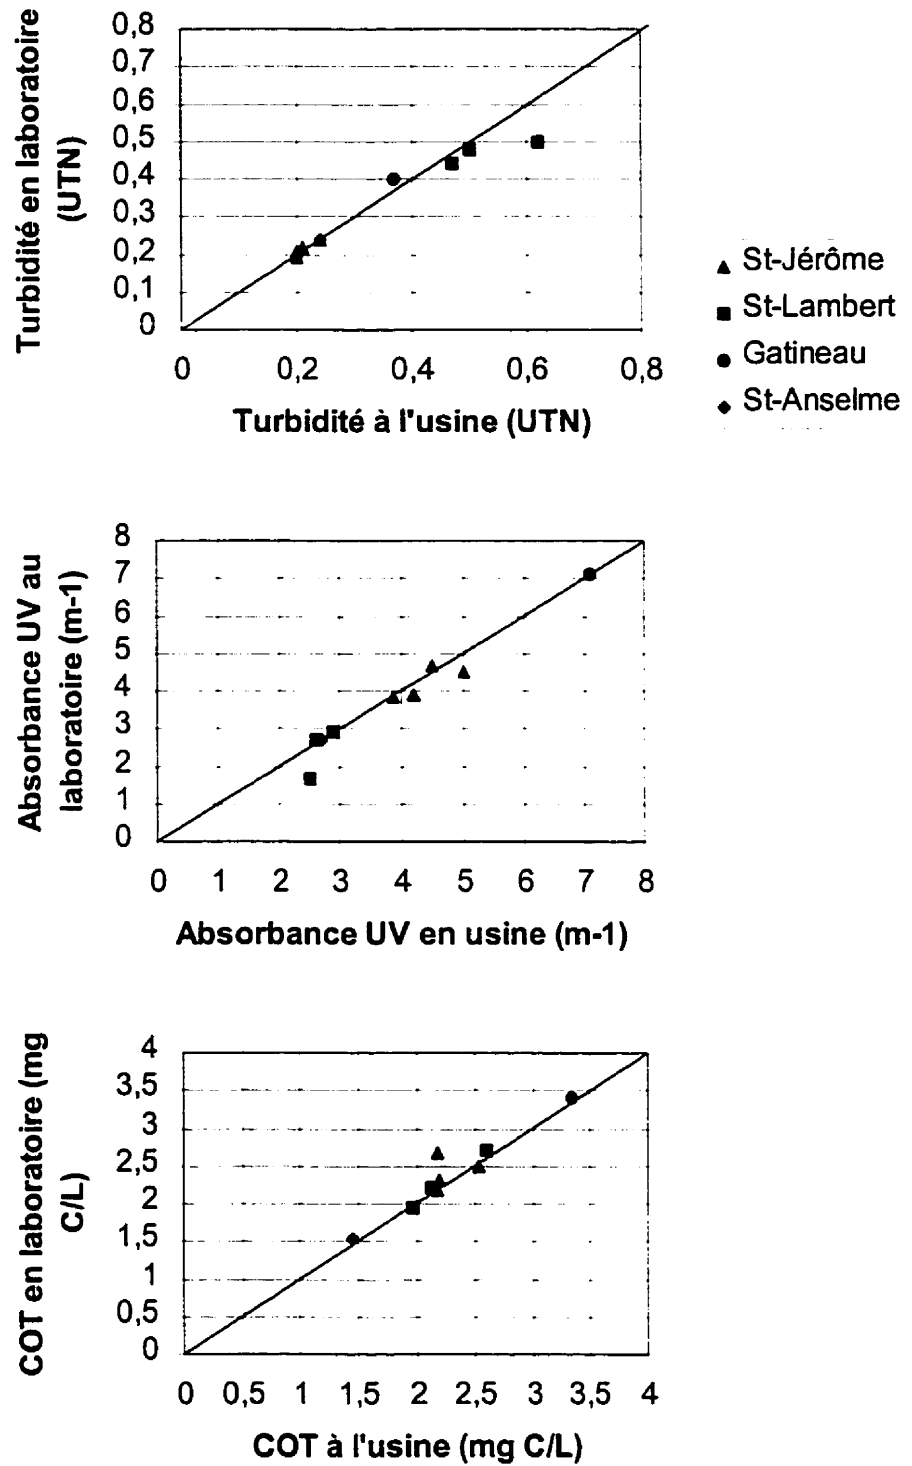 Turbidité en laboratoire
(UTN)
0,8
0,7
0,6
0,5
0,4
0,3
0,2
0,1
0
0 0,2 0,4 0,6 0,8
Turbidité à l'usine (UTN)
St-Jérôme
St-Lambert
Gatineau
St-Anselme
Absorbance UV au
laboratoire (m-1)
8
7
6
5
4
3
2
1
0
0 1 2 3 4 5 6 7 8
Absorbance UV en usine (m-1)
COT en laboratoire (mg
C/L)
4
3,5
3
2,5
2
1,5
1
0,5
0
0 0,5 1 1,5 2 2,5 3 3,5 4
COT à l'usine (mg C/L)